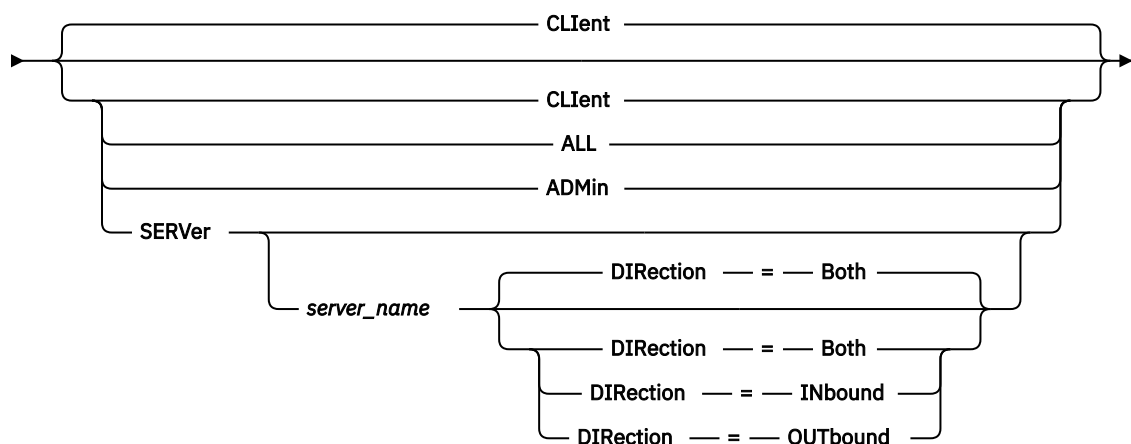 CLIent
CLIent
ALL
ADMin
SERVer
DIRection = Both
server_name
DIRection = Both
DIRection = INbound
DIRection = OUTbound